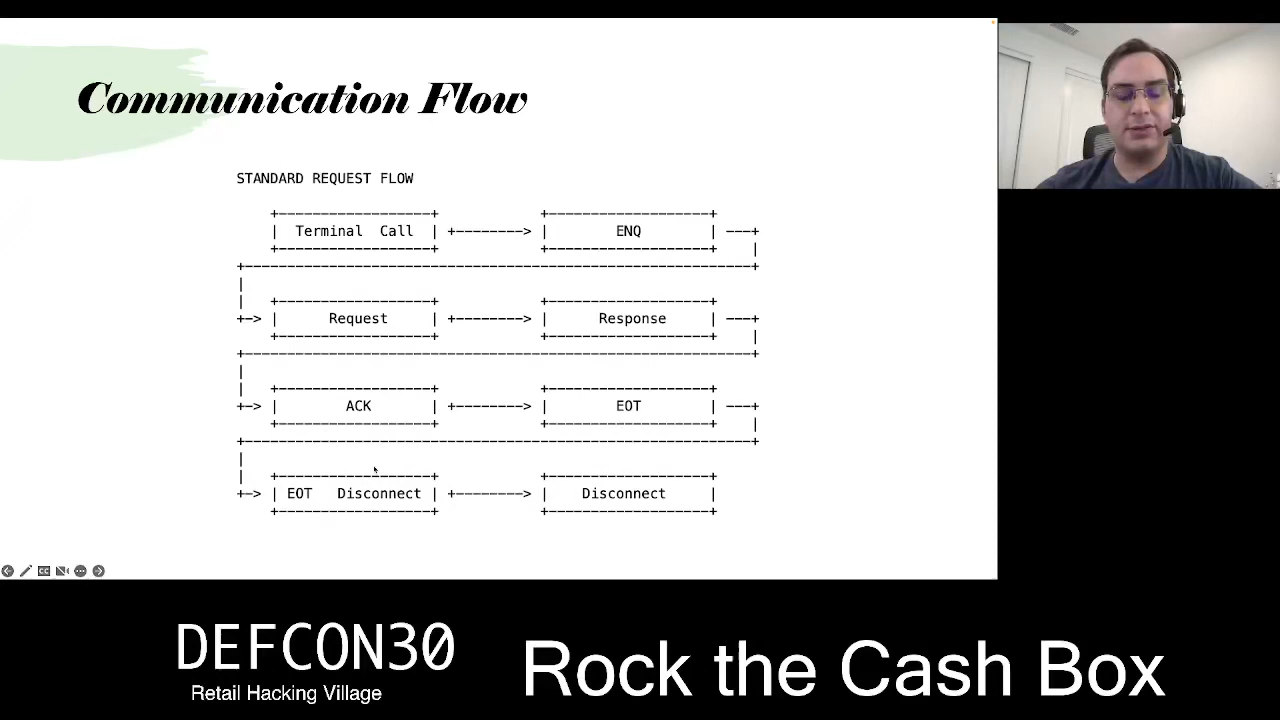 Communication Flow
STANDARD REQUEST FLOW
+-----------------+ +-------------------+
| Terminal Call | +--------> | ENQ | ---+
+-----------------+ +-------------------+ |
+------------------------------------------------------------+
|
| +-----------------+ +-------------------+
+-> | Request | +--------> | Response | ---+
+-----------------+ +-------------------+ |
+------------------------------------------------------------+
|
| +-----------------+ +-------------------+
+-> | ACK | +--------> | EOT | ---+
+-----------------+ +-------------------+ |
+------------------------------------------------------------+
|
| +-----------------+ +-------------------+
+-> | EOT Disconnect | +--------> | Disconnect |
+-----------------+ +-------------------+
CC
DEFCON30
Retail Hacking Village
Rock the Cash Box